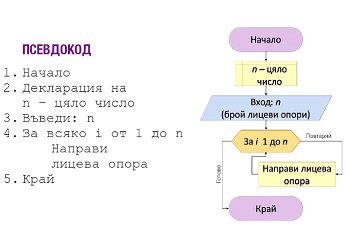 ПСЕВДОКОД
1. Начало
2. Декларация на
n – цяло число
3. Въведи: n
4. За всяко i от 1 до n
Направи
лицева опора
5. Край
Начало
n – цяло
число
Вход: n
(брой лицеви опори)
За i 1 до n
Повтаряй
Готово
Направи лицева
опора
Край